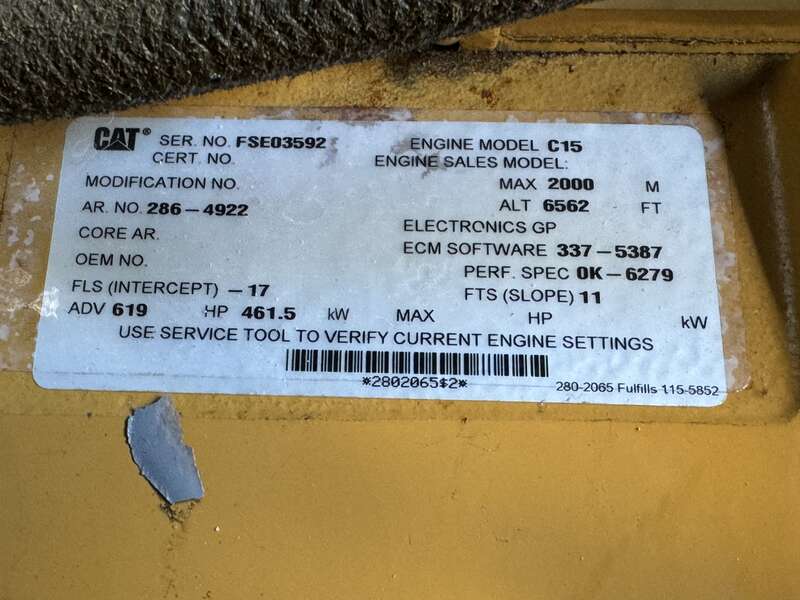 CAT® SER. NO. FSE03592 ENGINE MODEL C15
CERT. NO. ENGINE SALES MODEL:
MODIFICATION NO. MAX 2000 M
AR. NO. 286-4922 ALT 6562 FT
CORE AR. ELECTRONICS GP
OEM NO. ECM SOFTWARE 337-5387
PERF. SPEC 0K-6279
FLS (INTERCEPT) -17 FTS (SLOPE) 11
ADV 619 HP 461.5 kW MAX HP kW
USE SERVICE TOOL TO VERIFY CURRENT ENGINE SETTINGS
*2802065$2*
280-2065 Fulfills 115-5852